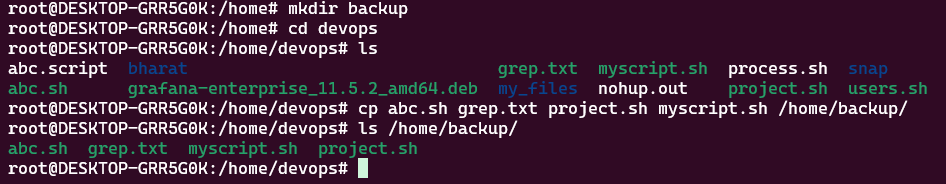 root@DESKTOP-GRR5G0K:/home# mkdir backup
root@DESKTOP-GRR5G0K:/home# cd devops
root@DESKTOP-GRR5G0K:/home/devops# ls
abc.script  bharat                              grep.txt  myscript.sh  process.sh  snap
abc.sh      grafana-enterprise_11.5.2_amd64.deb  my_files  nohup.out    project.sh  users.sh
root@DESKTOP-GRR5G0K:/home/devops# cp abc.sh grep.txt project.sh myscript.sh /home/backup/
root@DESKTOP-GRR5G0K:/home/devops# ls /home/backup/
abc.sh  grep.txt  myscript.sh  project.sh
root@DESKTOP-GRR5G0K:/home/devops#